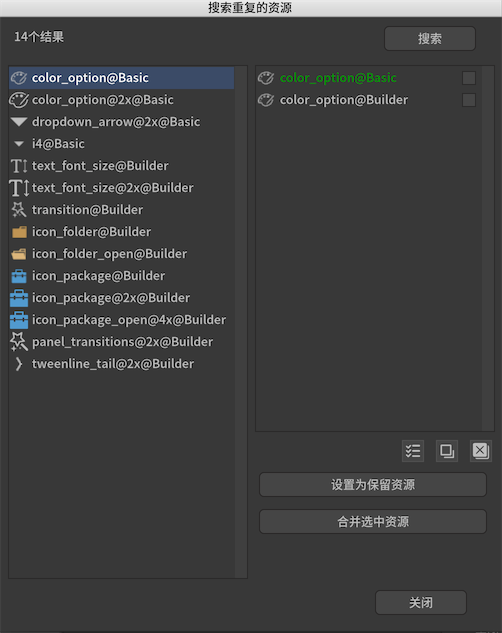 搜索重复的资源
14个结果
搜索
color_option@Basic
color_option@2x@Basic
dropdown_arrow@2x@Basic
i4@Basic
text_font_size@Builder
text_font_size@2x@Builder
transition@Builder
icon_folder@Builder
icon_folder_open@Builder
icon_package@Builder
icon_package@2x@Builder
icon_package_open@4x@Builder
panel_transitions@2x@Builder
tweenline_tail@2x@Builder
color_option@Basic
color_option@Builder
设置为保留资源
合并选中资源
关闭